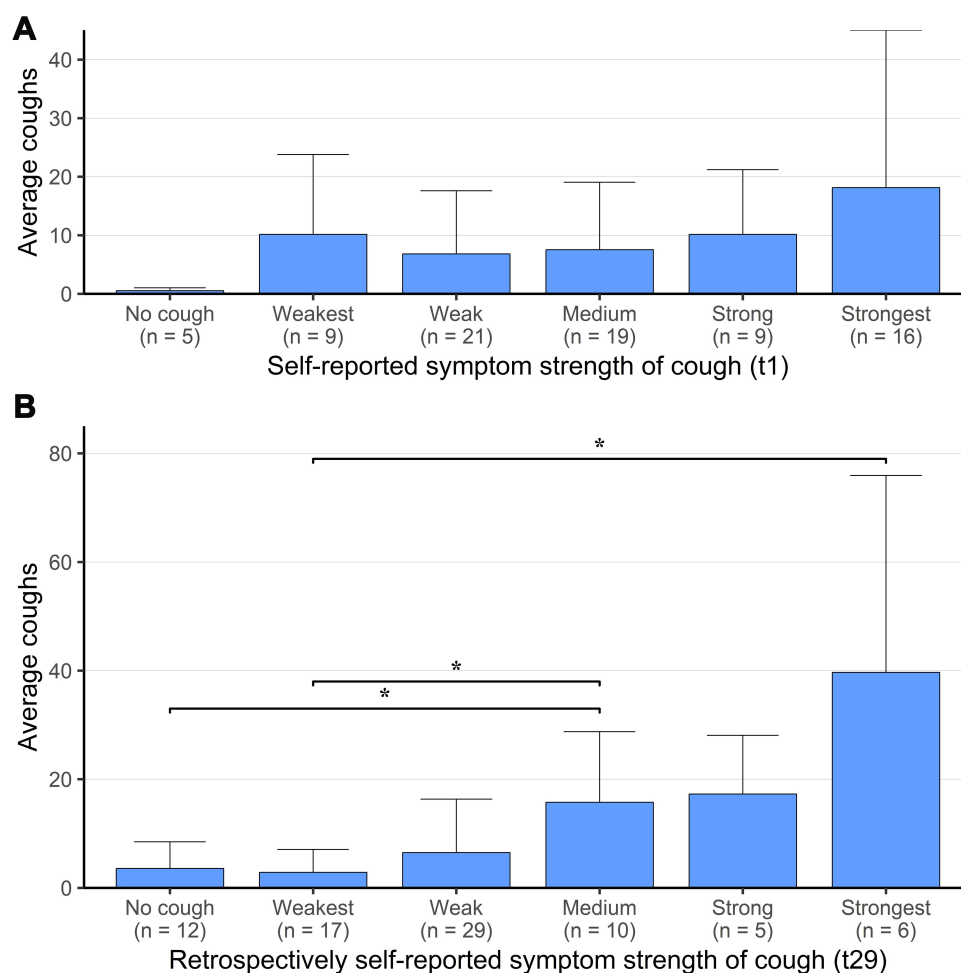 A
Average coughs
40
30
20
10
0
No cough Weakest Weak Medium Strong Strongest
(n = 5) (n = 9) (n = 21) (n = 19) (n = 9) (n = 16)
Self-reported symptom strength of cough (t1)
B
Average coughs
80
60
40
20
0
*
*
*
No cough Weakest Weak Medium Strong Strongest
(n = 12) (n = 17) (n = 29) (n = 10) (n = 5) (n = 6)
Retrospectively self-reported symptom strength of cough (t29)